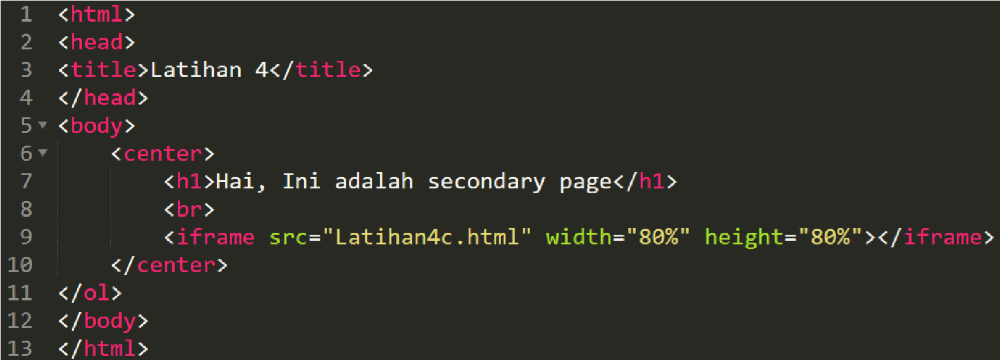 1 <html>
2 <head>
3 <title>Latihan 4</title>
4 </head>
5 <body>
6 <center>
7 <h1>Hai, Ini adalah secondary page</h1>
8 <br>
9 <iframe src="Latihan4c.html" width="80%" height="80%"></iframe>
10 </center>
11 </ol>
12 </body>
13 </html>